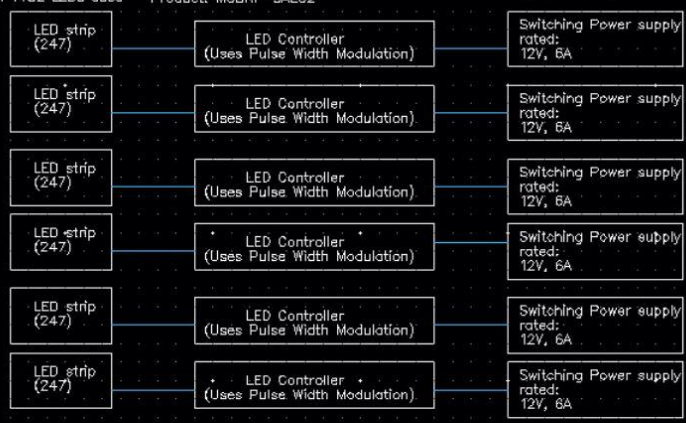 LED strip
(247)
LED Controller
(Uses Pulse Width Modulation)
Switching Power supply
rated:
12V, 6A
LED strip
(247)
LED Controller
(Uses Pulse Width Modulation)
Switching Power supply
rated:
12V, 6A
LED strip
(247)
LED Controller
(Uses Pulse Width Modulation)
Switching Power supply
rated:
12V, 6A
LED strip
(247)
LED Controller
(Uses Pulse Width Modulation)
Switching Power supply
rated:
12V, 6A
LED strip
(247)
LED Controller
(Uses Pulse Width Modulation)
Switching Power supply
rated:
12V, 6A
LED strip
(247)
LED Controller
(Uses Pulse Width Modulation)
Switching Power supply
rated:
12V, 6A